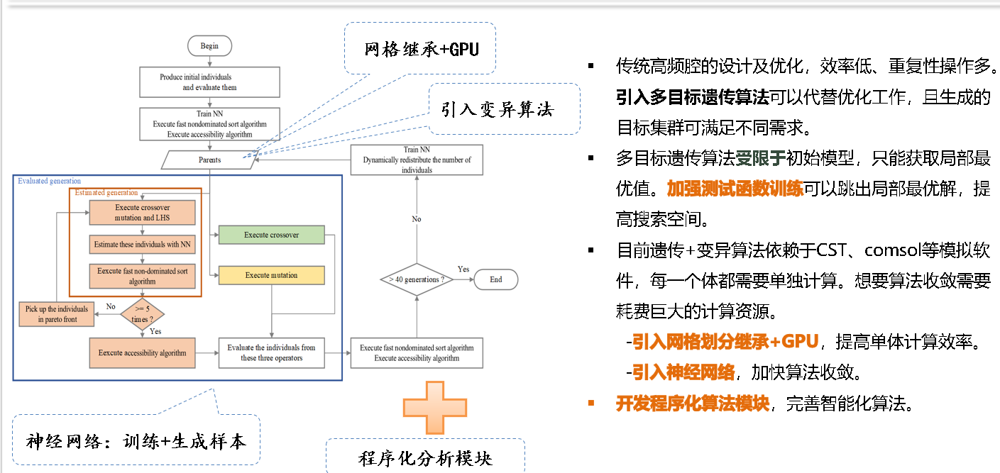 Begin
Produce initial individuals
and evaluate them
Train NN
Execute fast nondominated sort algorithm
Execute accessibility algorithm
Parents
网格继承+GPU
引入变异算法
Train NN
Dynamically redistribute the number of
individuals
Evaluated generation
Estimated generation
Execute crossover
mutation and LHS
Estimate these individuals with NN
Eexcute fast non-dominated sort
algorithm
>= 5
times ?
No
Yes
Pick up the individuals
in pareto front
Eexcute accessibility algorithm
Execute crossover
Execute mutation
Evaluate the individuals from
these three operators
Execute fast nondominated sort algorithm
Execute accessibility algorithm
No
> 40 generations ?
Yes
End
神经网络：训练+生成样本
程序化分析模块
▪ 传统高频腔的设计及优化，效率低、重复性操作多。
引入多目标遗传算法可以代替优化工作，且生成的
目标集群可满足不同需求。
▪ 多目标遗传算法受限于初始模型，只能获取局部最
优值。加强测试函数训练可以跳出局部最优解，提
高搜索空间。
▪ 目前遗传+变异算法依赖于CST、comsol等模拟软
件，每一个体都需要单独计算。想要算法收敛需要
耗费巨大的计算资源。
-引入网格划分继承+GPU，提高单体计算效率。
-引入神经网络，加快算法收敛。
▪ 开发程序化算法模块，完善智能化算法。